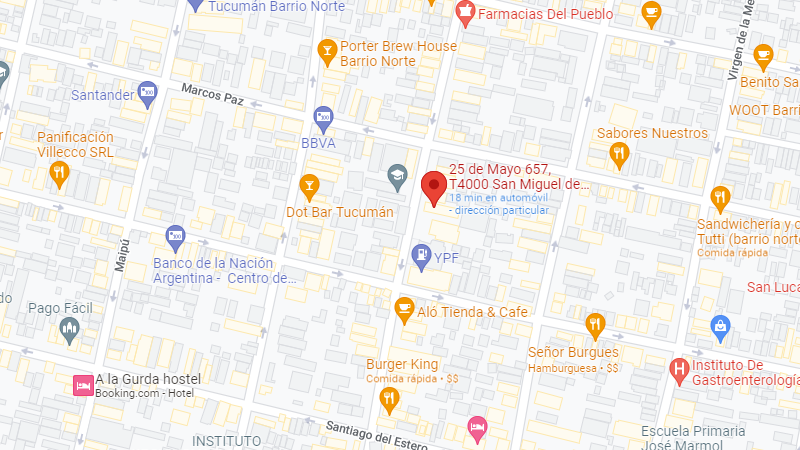 Tucumán Barrio Norte
Farmacias Del Pueblo
Virgen de la Me
Porter Brew House
Barrio Norte
Benito Sa
Santander
Marcos Paz
WOOT Barri
BBVA
Sabores Nuestros
r
Panificación
Villecco SRL
25 de Mayo 657,
T4000 San Miguel de…
18 min en automóvil
- dirección particular
Dot Bar Tucumán
Sandwichería y c
Tutti (barrio norte
Comida rápida
Maipú
Banco de la Nación
Argentina - Centro de…
YPF
San Luca
do
Pago Fácil
Aló Tienda & Cafe
Señor Burgues
Hamburguesa • $$
Burger King
Comida rápida • $$
Instituto De
Gastroenterología
A la Gurda hostel
Booking.com - Hotel
Santiago del Estero
INSTITUTO
Escuela Primaria
José Marmol